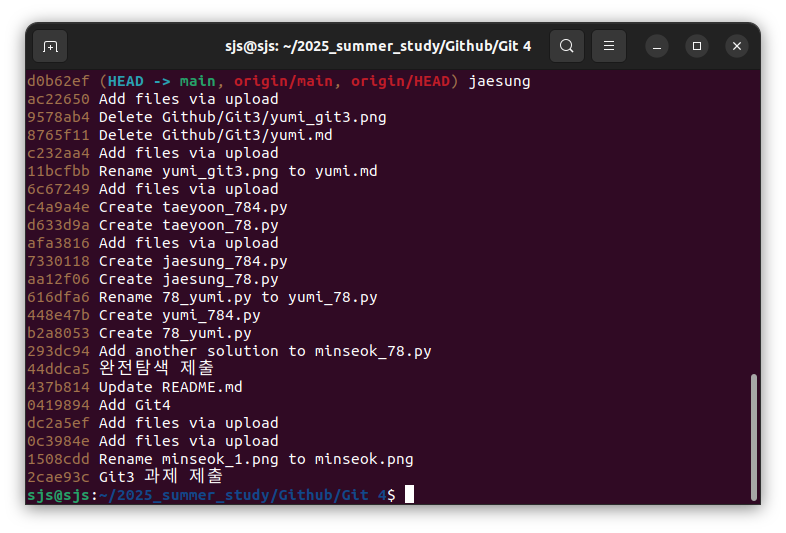 sjs@sjs: ~/2025_summer_study/Github/Git 4
d0b62ef (HEAD -> main, origin/main, origin/HEAD) jaesung
ac22650 Add files via upload
9578ab4 Delete Github/Git3/yumi_git3.png
8765f11 Delete Github/Git3/yumi.md
c232aa4 Add files via upload
11bcfbb Rename yumi_git3.png to yumi.md
6c67249 Add files via upload
c4a9a4e Create taeyoon_784.py
d633d9a Create taeyoon_78.py
afa3816 Add files via upload
7330118 Create jaesung_784.py
aa12f06 Create jaesung_78.py
616dfa6 Rename 78_yumi.py to yumi_78.py
448e47b Create yumi_784.py
b2a8053 Create 78_yumi.py
293dc94 Add another solution to minseok_78.py
44ddca5 완전탐색 제출
437b814 Update README.md
0419894 Add Git4
dc2a5ef Add files via upload
0c3984e Add files via upload
1508cdd Rename minseok_1.png to minseok.png
2cae93c Git3 과제 제출
sjs@sjs:~/2025_summer_study/Github/Git 4$